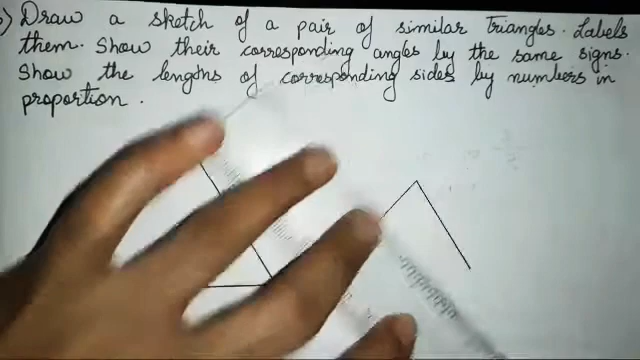 Draw a sketch of a pair of similar triangles. Labels
them. Show their corresponding angles by the same signs.
Show the lengths of corresponding sides by numbers in
proportion.